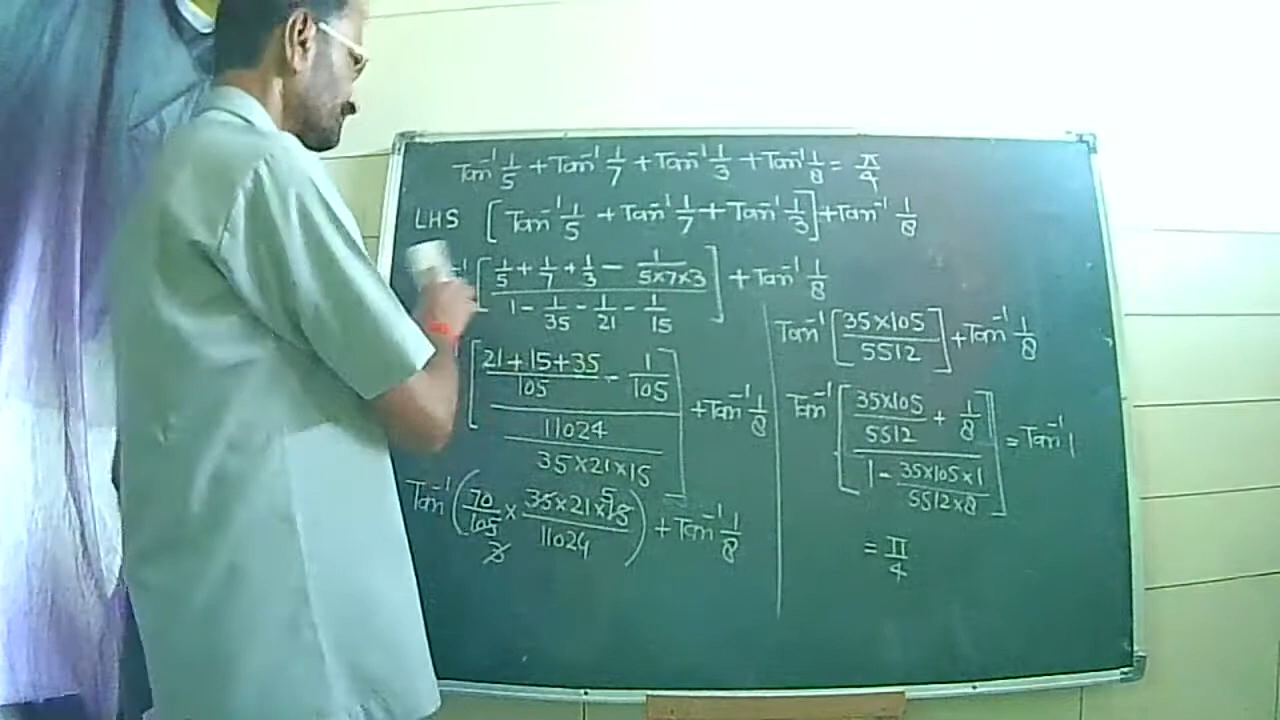 Tan⁻¹ 1/5 + Tan⁻¹ 1/7 + Tan⁻¹ 1/3 + Tan⁻¹ 1/8 = π/4
LHS [Tan⁻¹ 1/5 + Tan⁻¹ 1/7 + Tan⁻¹ 1/3] + Tan⁻¹ 1/8
⁻¹ [(1/5 + 1/7 + 1/3 − 1/(5×7×3)) / (1 − 1/35 − 1/21 − 1/15)] + Tan⁻¹ 1/8
[((21+15+35)/105 − 1/105) / (11024/(35×21×15))] + Tan⁻¹ 1/8
Tan⁻¹ (70/105 × (35×21×15)/11024) + Tan⁻¹ 1/8
3 5
Tan⁻¹ [(35×105)/5512] + Tan⁻¹ 1/8
Tan⁻¹ [((35×105)/5512 + 1/8) / (1 − (35×105×1)/(5512×8))] = Tan⁻¹ 1
= π/4